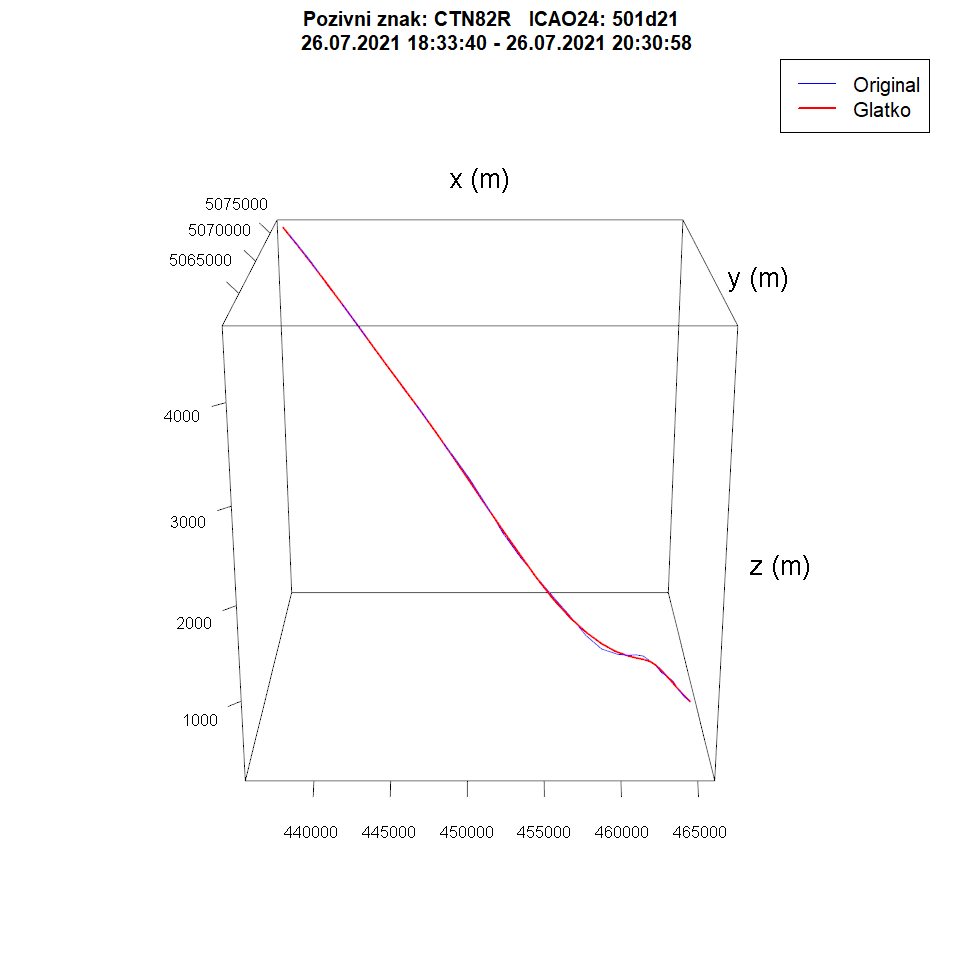 Pozivni znak: CTN82R   ICAO24: 501d21
26.07.2021 18:33:40 - 26.07.2021 20:30:58
Original
Glatko
x (m)
5075000
5070000
5065000
y (m)
4000
3000
z (m)
2000
1000
440000 445000 450000 455000 460000 465000